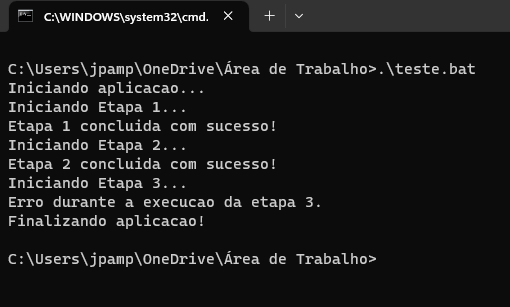 C:\WINDOWS\system32\cmd.
C:\Users\jpamp\OneDrive\Área de Trabalho>.\teste.bat
Iniciando aplicacao...
Iniciando Etapa 1...
Etapa 1 concluida com sucesso!
Iniciando Etapa 2...
Etapa 2 concluida com sucesso!
Iniciando Etapa 3...
Erro durante a execucao da etapa 3.
Finalizando aplicacao!
C:\Users\jpamp\OneDrive\Área de Trabalho>